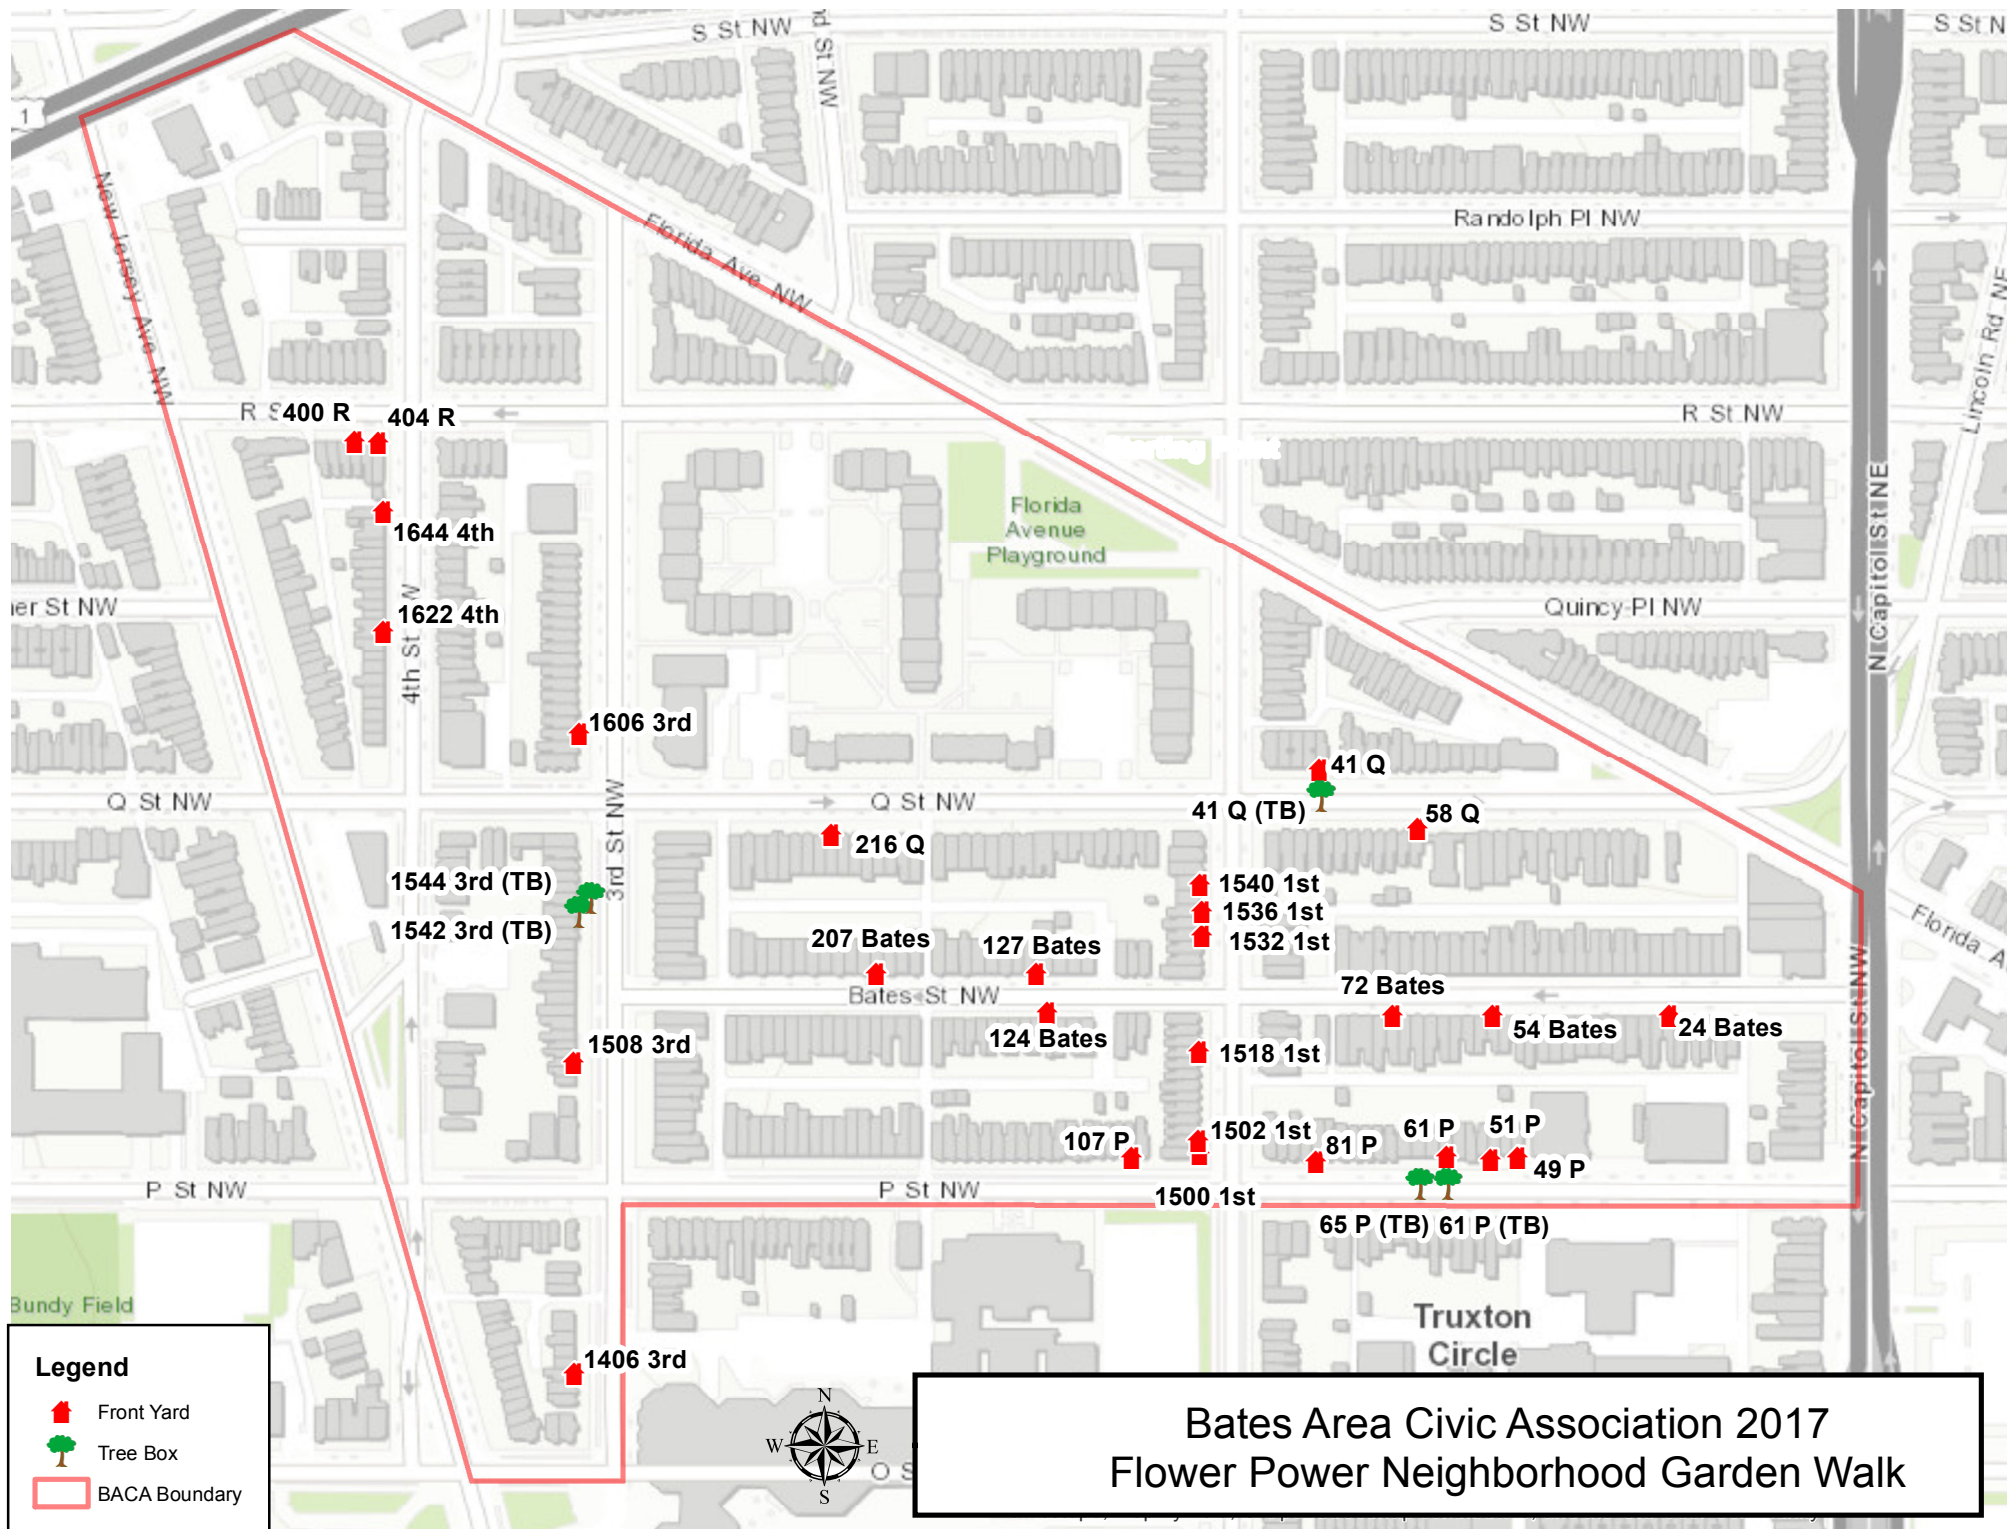 S St NW
S St NW
S St N
1
New Jersey Ave NW
Florida Ave NW
Randolph Pl NW
Lincoln Rd NE
R S
400 R
404 R
R St NW
1644 4th
Florida
Avenue
Playground
N Capitol St NE
ner St NW
1622 4th
4th St W
Quincy Pl NW
1606 3rd
41 Q
Q St NW
3rd St NW
Q St NW
41 Q (TB)
58 Q
216 Q
1544 3rd (TB)
1540 1st
1536 1st
1542 3rd (TB)
1532 1st
207 Bates
127 Bates
Florida A
72 Bates
Bates St NW
N Capitol St NW
124 Bates
54 Bates
24 Bates
1508 3rd
1518 1st
107 P
1502 1st
81 P
61 P
51 P
49 P
P St NW
P St NW
1500 1st
65 P (TB)
61 P (TB)
Bundy Field
Truxton
Circle
1406 3rd
Legend
Front Yard
Tree Box
BACA Boundary
N
W
E
S
O S
Bates Area Civic Association 2017
Flower Power Neighborhood Garden Walk